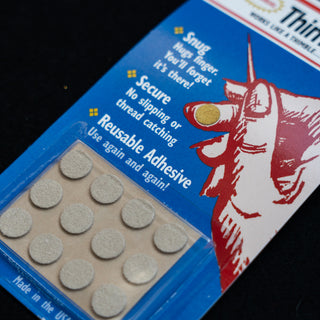 Thim
WORKS LIKE A THIMBLE...
Snug
Hugs finger.
You'll forget
it's there!
Secure
No slipping or
thread catching
Reusable Adhesive
Use again and again!
Made in the USA